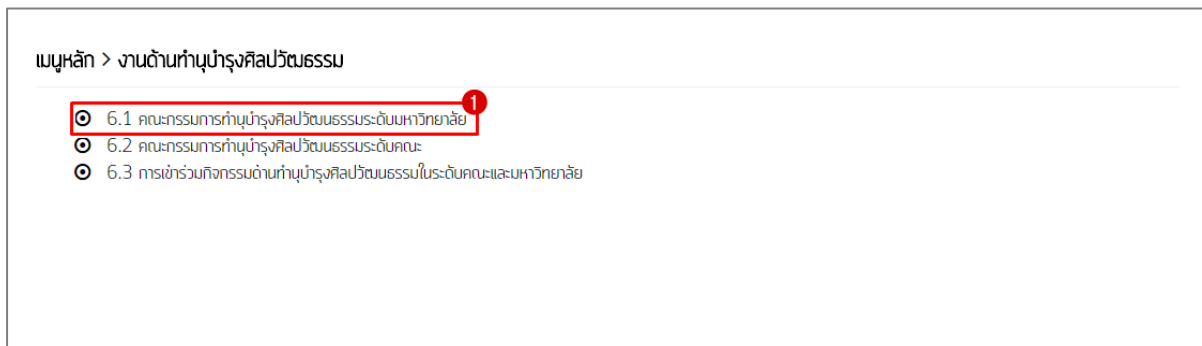 เมนูหลัก > งานด้านทำนุบำรุงศิลปวัฒธรรม
1
6.1 คณะกรรมการทำนุบำรุงศิลปวัฒนธรรมระดับมหาวิทยาลัย
6.2 คณะกรรมการทำนุบำรุงศิลปวัฒนธรรมระดับคณะ
6.3 การเข้าร่วมกิจกรรมด้านทำนุบำรุงศิลปวัฒนธรรมในระดับคณะและมหาวิทยาลัย